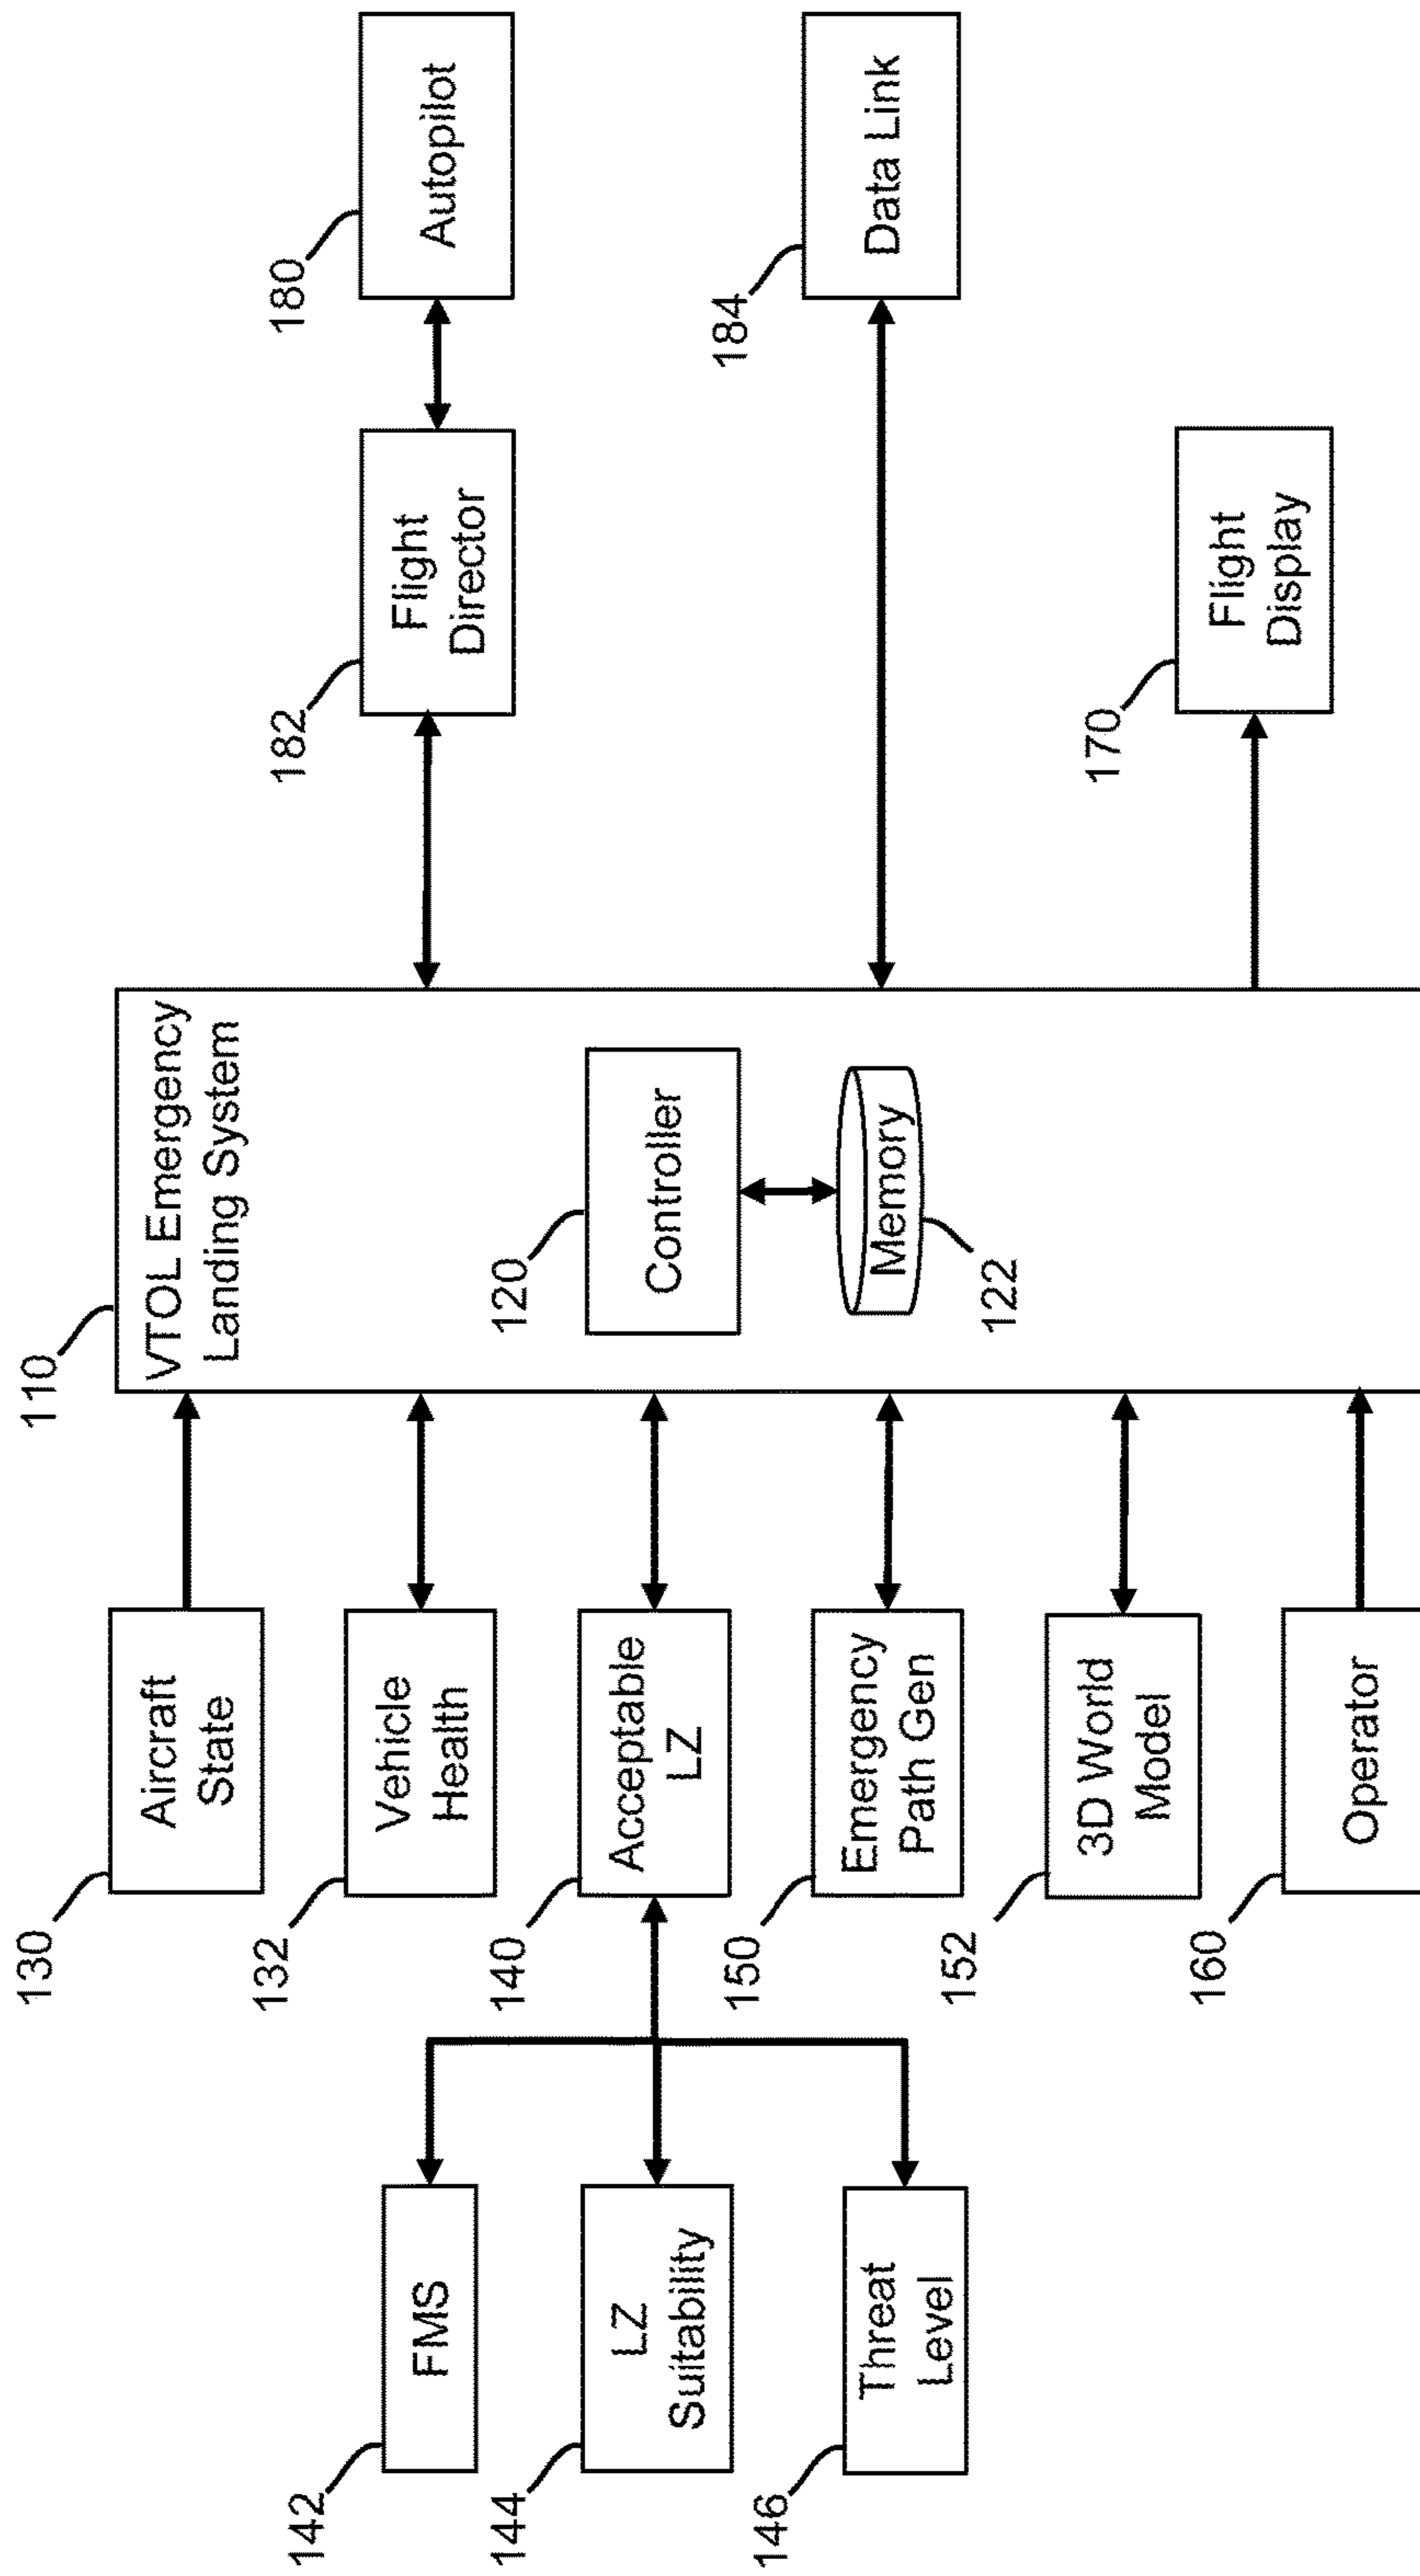 142
FMS
144
LZ
Suitability
146
Threat
Level
130
Aircraft
State
132
Vehicle
Health
140
Acceptable
LZ
150
Emergency
Path Gen
152
3D World
Model
160
Operator
110
VTOL Emergency
Landing System
120
Controller
Memory
122
182
Flight
Director
180
Autopilot
184
Data Link
170
Flight
Display